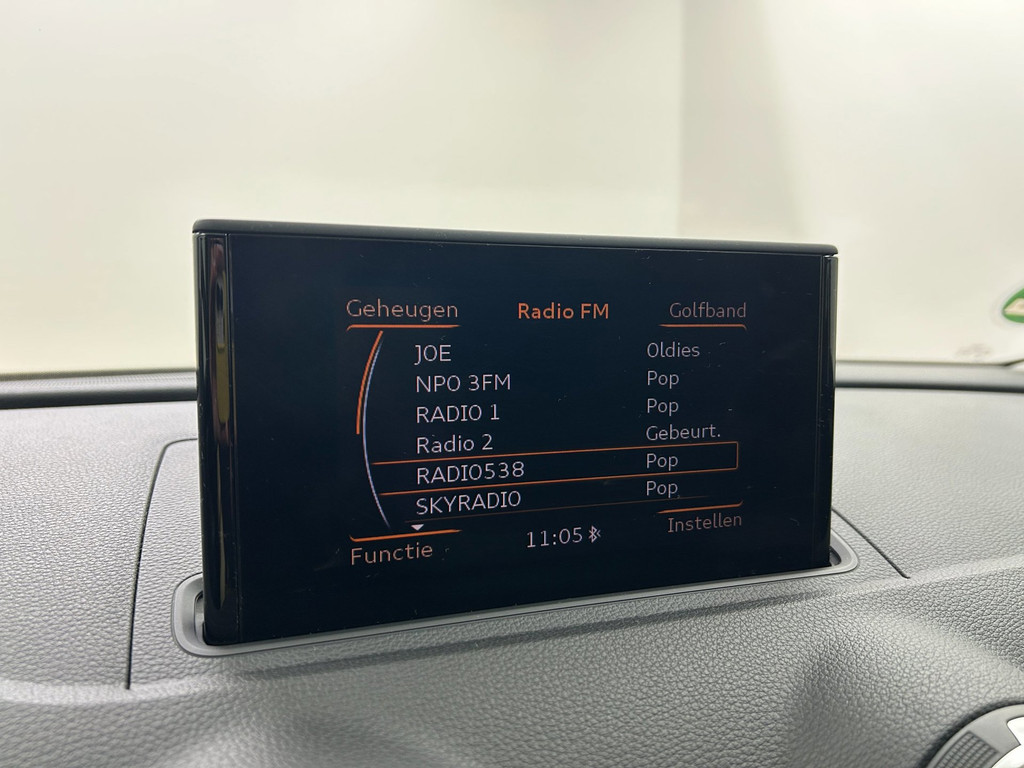 Geheugen Radio FM Golfband
JOE Oldies
NPO 3FM Pop
RADIO 1 Pop
Radio 2 Gebeurt.
RADIO538 Pop
SKYRADIO Pop
Functie 11:05 Instellen